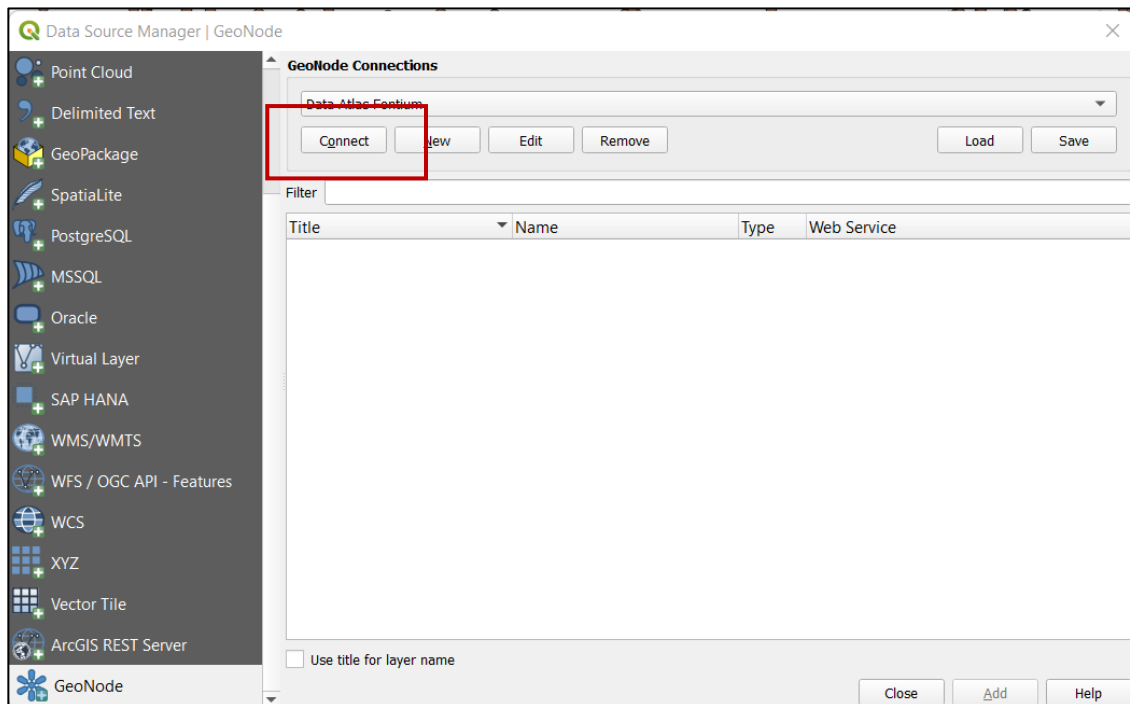 Data Source Manager | GeoNode
Point Cloud
Delimited Text
GeoPackage
SpatiaLite
PostgreSQL
MSSQL
Oracle
Virtual Layer
SAP HANA
WMS/WMTS
WFS / OGC API - Features
WCS
XYZ
Vector Tile
ArcGIS REST Server
GeoNode
GeoNode Connections
Data Atlas Fontium
Connect New Edit Remove Load Save
Filter
Title Name Type Web Service
Use title for layer name
Close Add Help